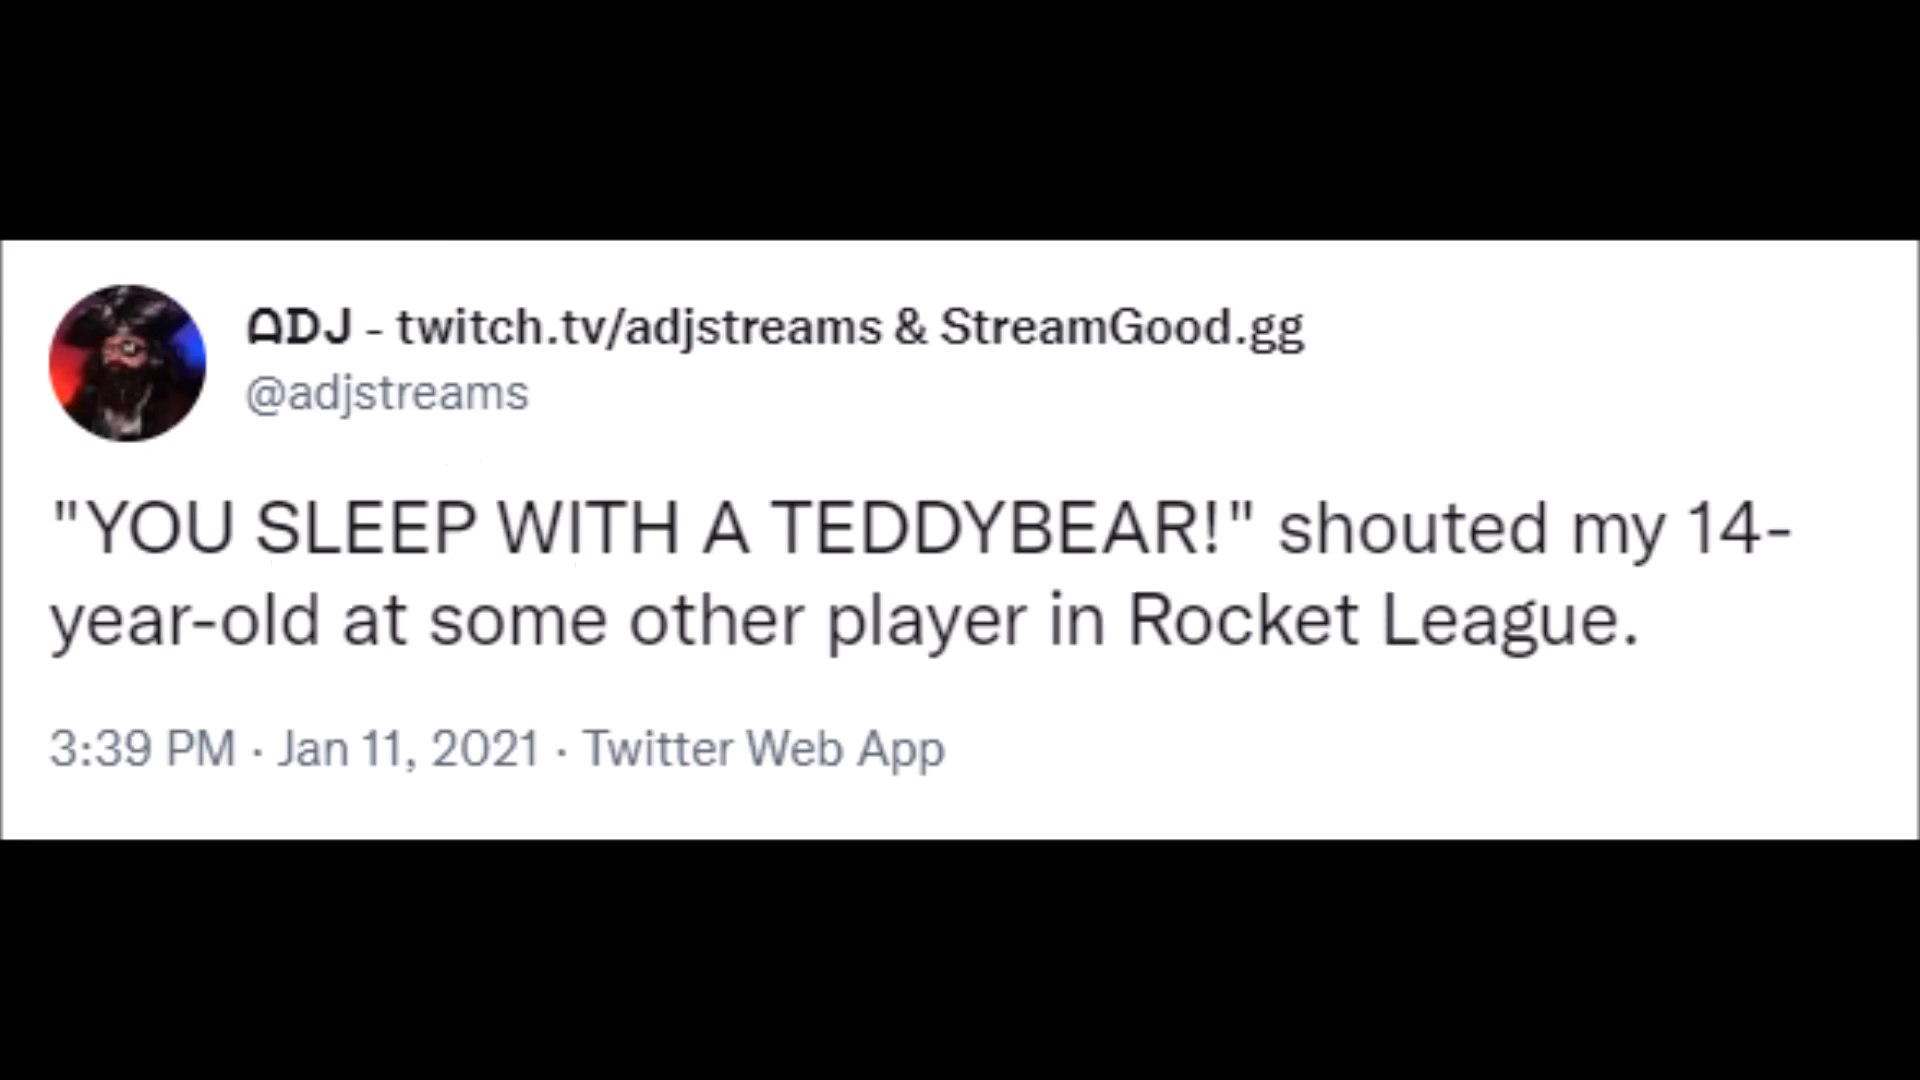 ADJ - twitch.tv/adjstreams & StreamGood.gg
@adjstreams
"YOU SLEEP WITH A TEDDYBEAR!" shouted my 14-
year-old at some other player in Rocket League.
3:39 PM · Jan 11, 2021 · Twitter Web App